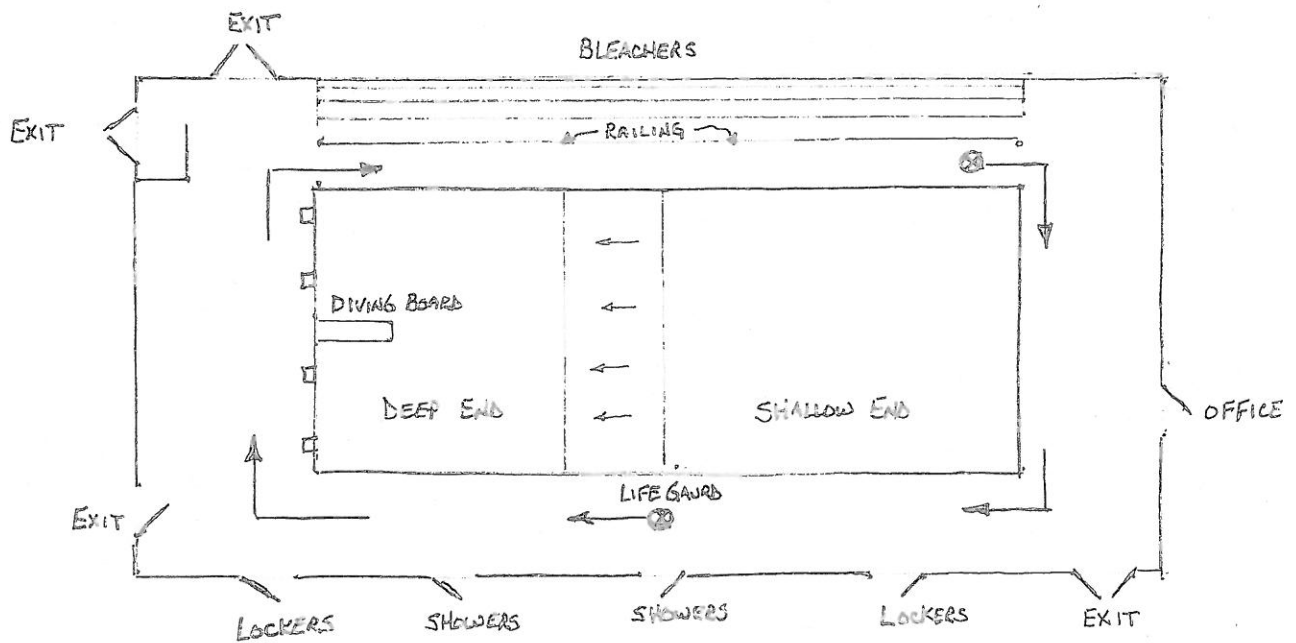 EXIT
BLEACHERS
EXIT
RAILING
DIVING BOARD
DEEP END
SHALLOW END
OFFICE
LIFE GAURD
EXIT
LOCKERS
SHOWERS
SHOWERS
LOCKERS
EXIT